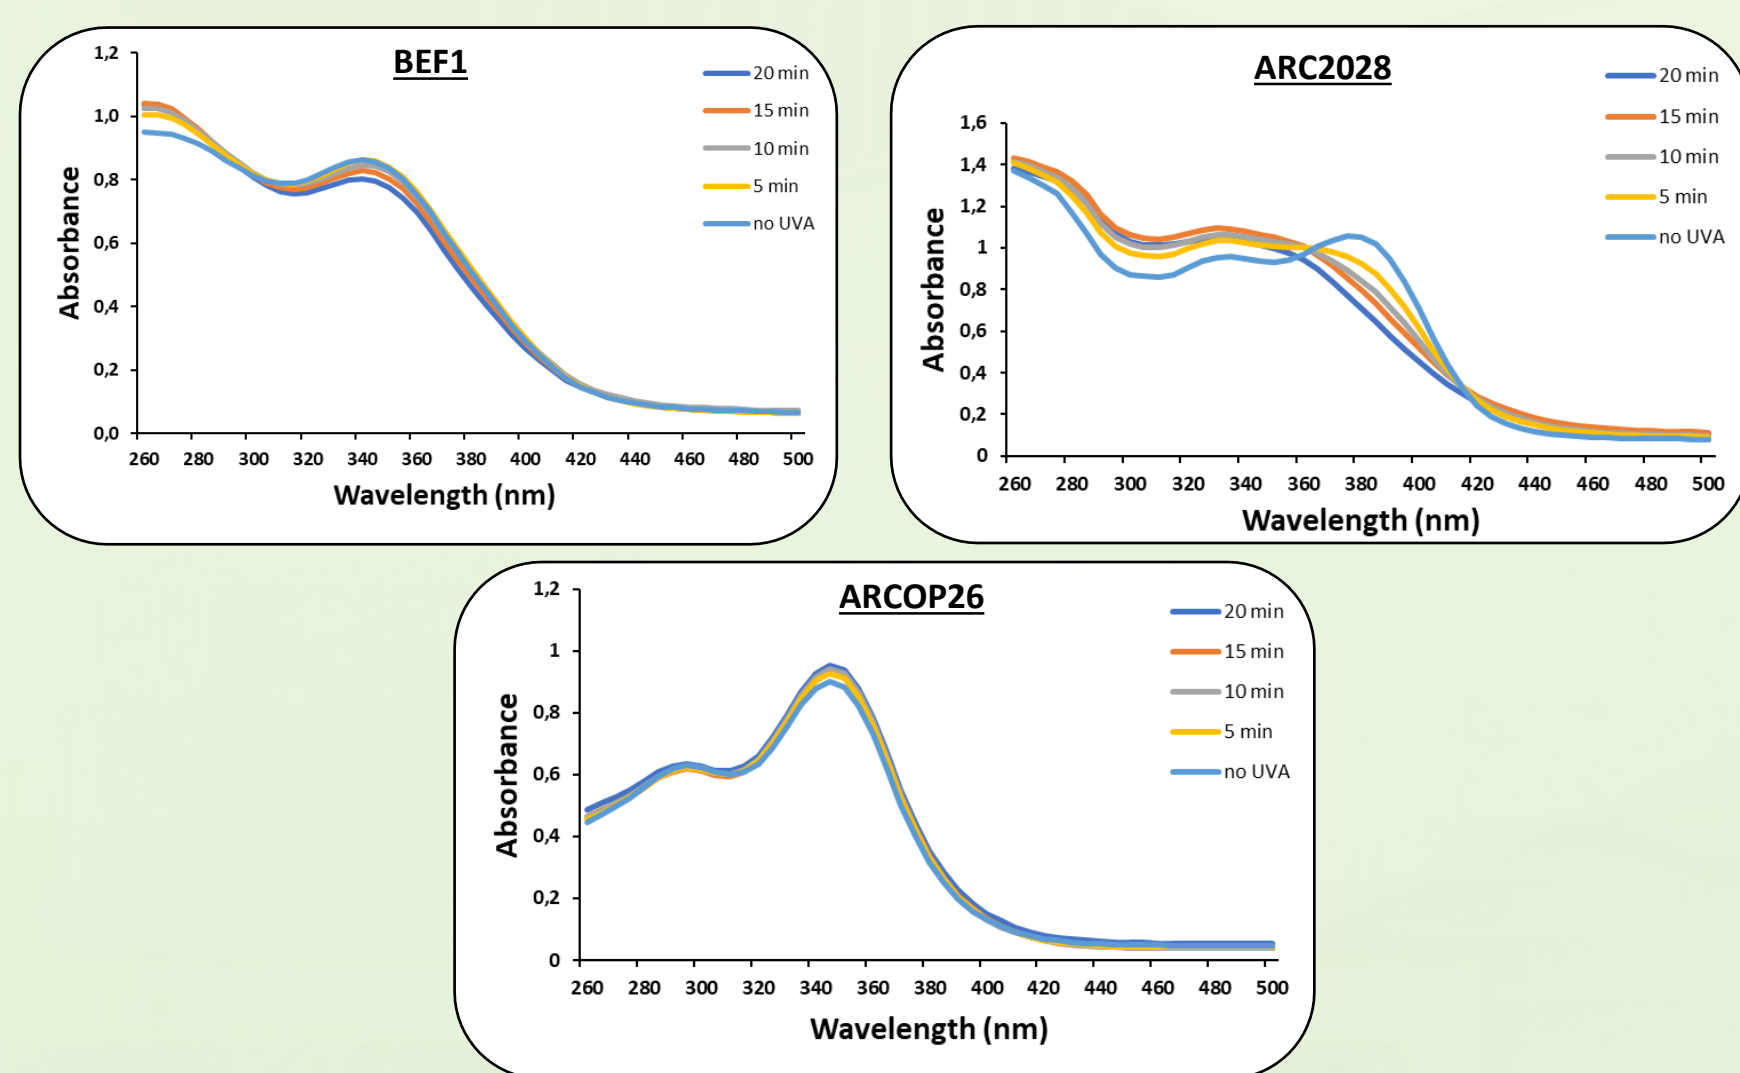 BEF1
1,2
1,0
0,8
0,6
0,4
0,2
0,0
Absorbance
260 280 300 320 340 360 380 400 420 440 460 480 500
Wavelength (nm)
20 min
15 min
10 min
5 min
no UVA
ARC2028
1,6
1,4
1,2
1
0,8
0,6
0,4
0,2
0
Absorbance
260 280 300 320 340 360 380 400 420 440 460 480 500
Wavelength (nm)
20 min
15 min
10 min
5 min
no UVA
ARCOP26
1,2
1
0,8
0,6
0,4
0,2
0
Absorbance
260 280 300 320 340 360 380 400 420 440 460 480 500
Wavelength (nm)
20 min
15 min
10 min
5 min
no UVA